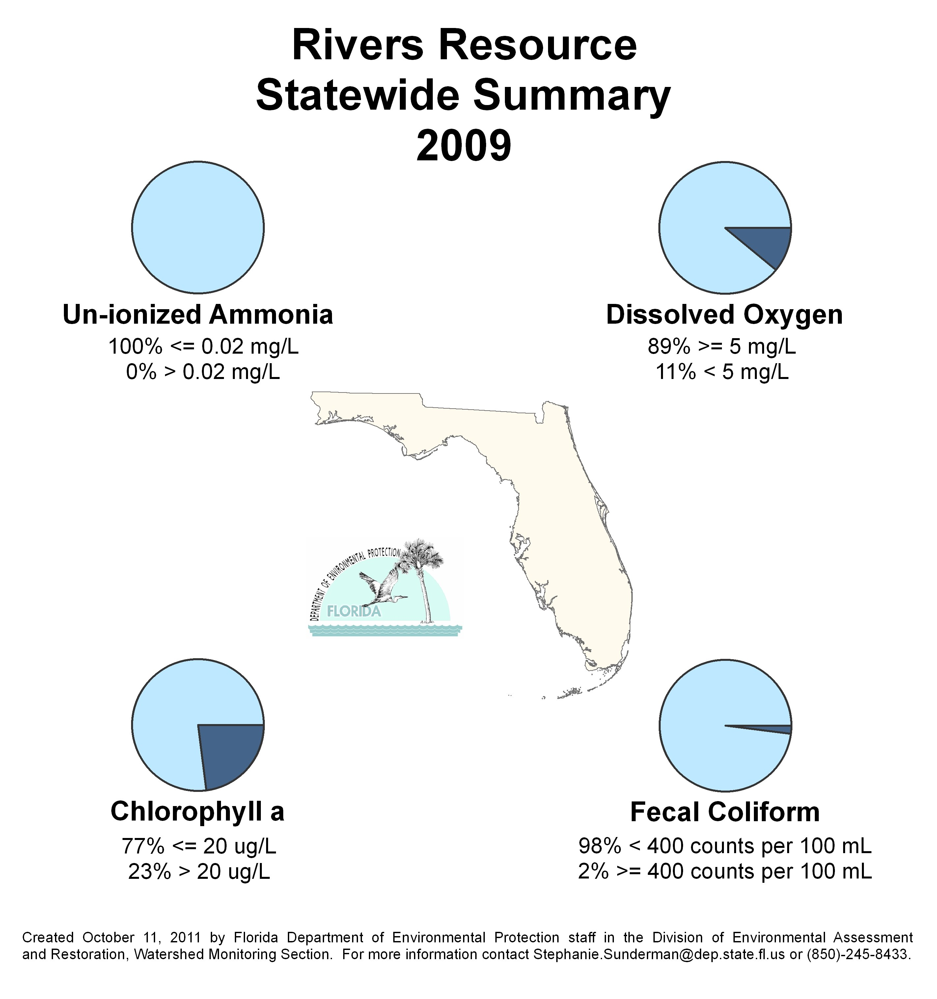 Rivers Resource
Statewide Summary
2009
Un-ionized Ammonia
100% <= 0.02 mg/L
0% > 0.02 mg/L
Dissolved Oxygen
89% >= 5 mg/L
11% < 5 mg/L
DEPARTMENT OF ENVIRONMENTAL PROTECTION
FLORIDA
Chlorophyll a
77% <= 20 ug/L
23% > 20 ug/L
Fecal Coliform
98% < 400 counts per 100 mL
2% >= 400 counts per 100 mL
Created October 11, 2011 by Florida Department of Environmental Protection staff in the Division of Environmental Assessment
and Restoration, Watershed Monitoring Section. For more information contact Stephanie.Sunderman@dep.state.fl.us or (850)-245-8433.